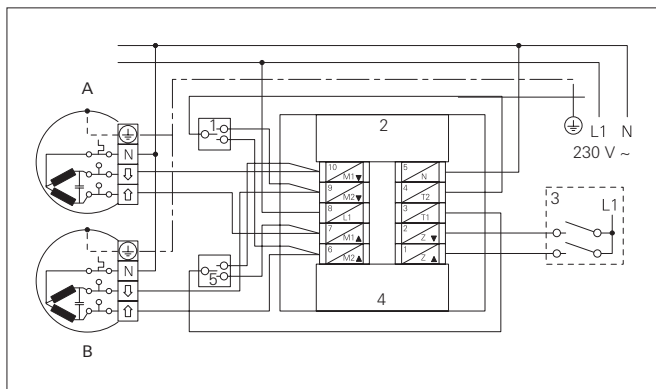 A
1
2
10 M1▼
5 N
9 M2▼
4 T2
8 L1
3 T1
7 M1▲
2 Z▼
6 M2▲
1 Z▲
N
⇩
⇧
L1 N
230 V ~
3
L1
N
⇩
⇧
5
4
B